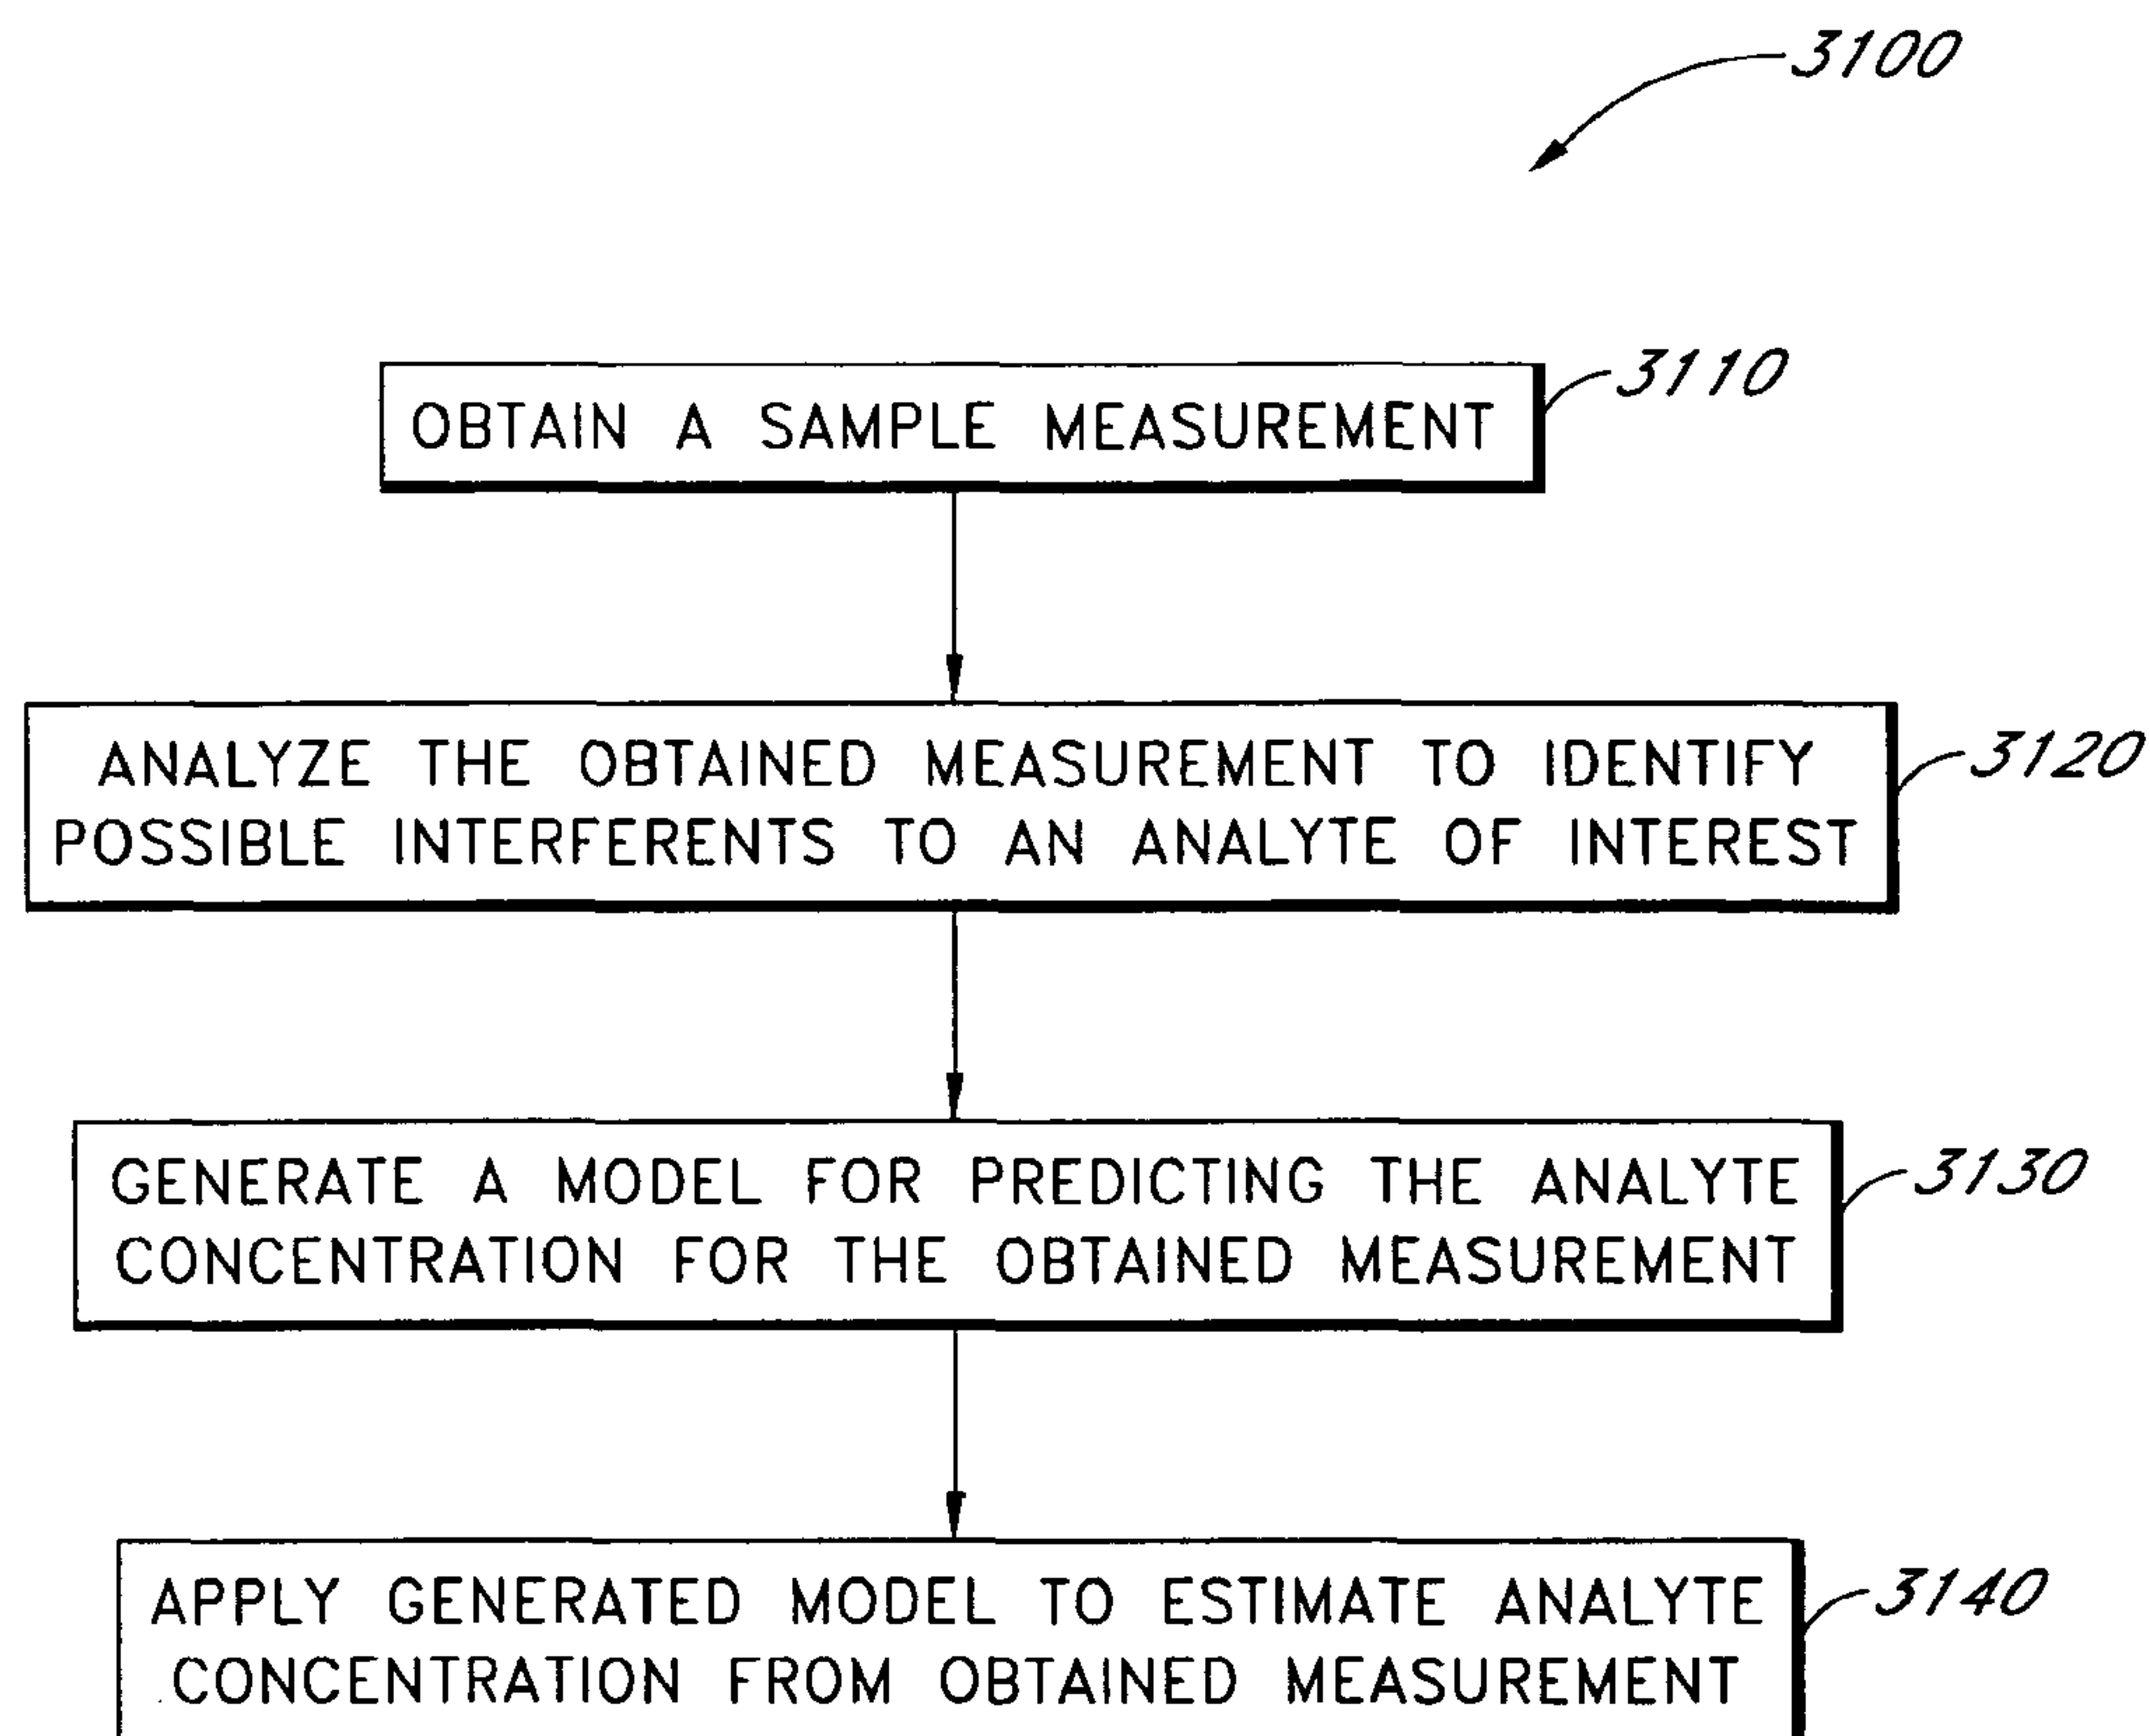 3100
OBTAIN A SAMPLE MEASUREMENT
3110
ANALYZE THE OBTAINED MEASUREMENT TO IDENTIFY
POSSIBLE INTERFERENTS TO AN ANALYTE OF INTEREST
3120
GENERATE A MODEL FOR PREDICTING THE ANALYTE
CONCENTRATION FOR THE OBTAINED MEASUREMENT
3130
APPLY GENERATED MODEL TO ESTIMATE ANALYTE
CONCENTRATION FROM OBTAINED MEASUREMENT
3140